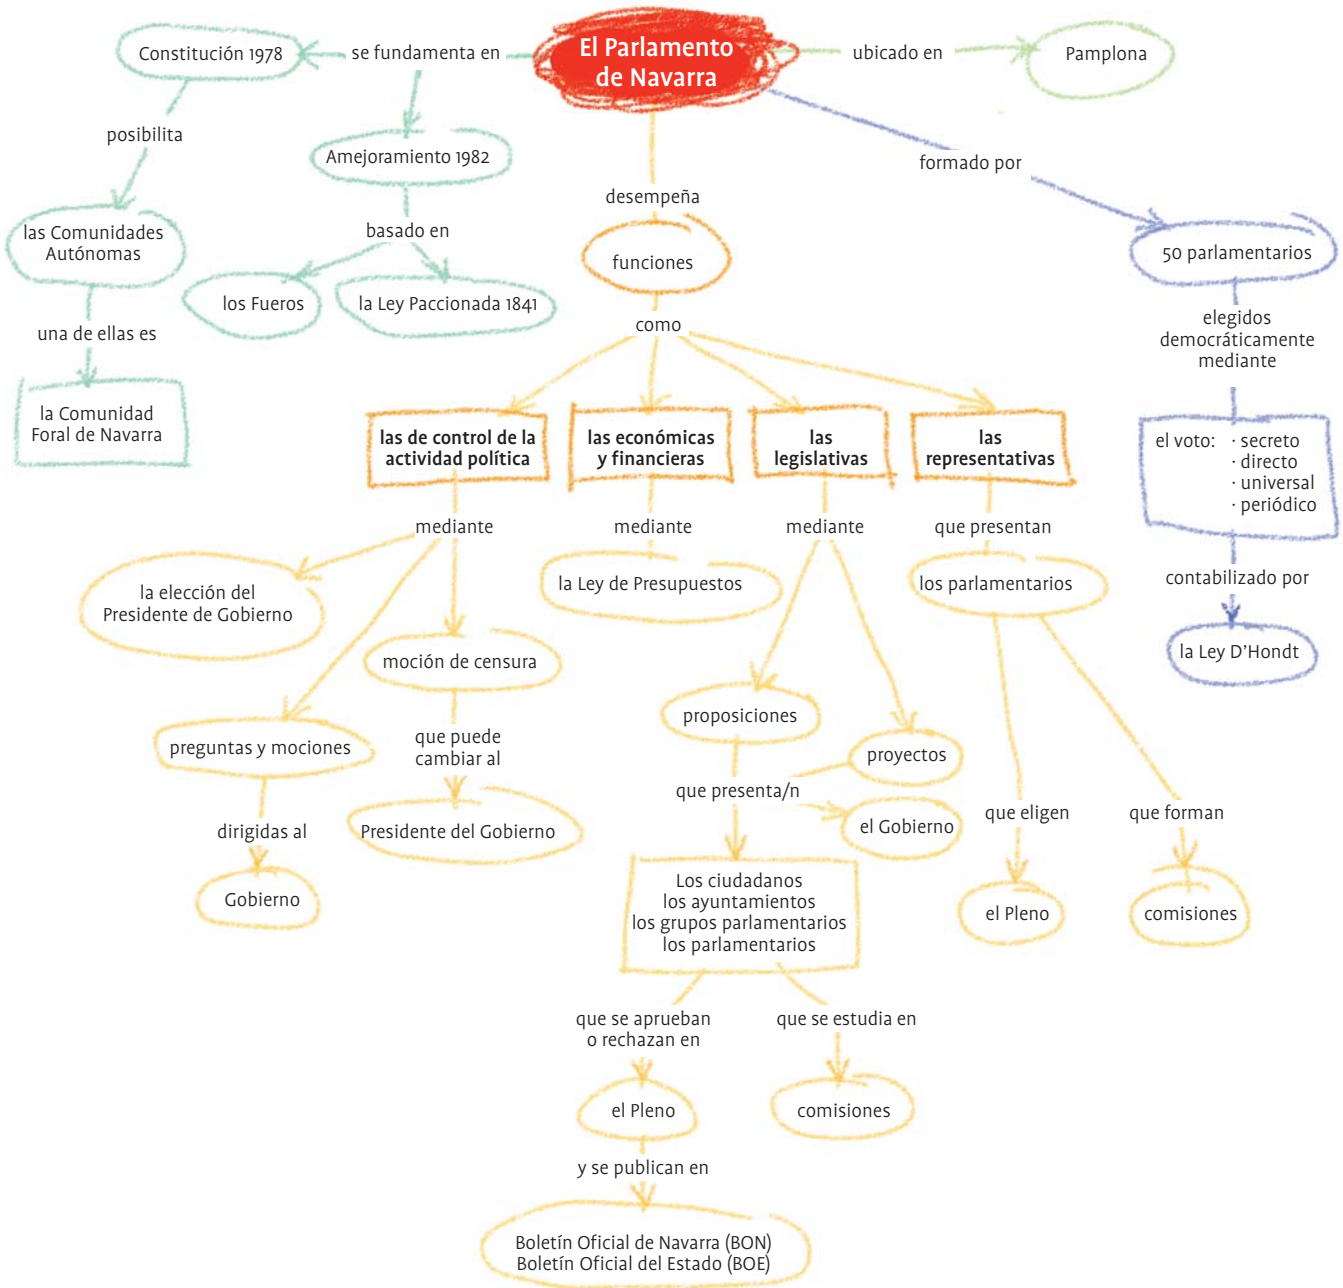 El Parlamento
de Navarra
se fundamenta en
Constitución 1978
posibilita
las Comunidades
Autónomas
una de ellas es
la Comunidad
Foral de Navarra
Amejoramiento 1982
basado en
los Fueros
la Ley Paccionada 1841
ubicado en
Pamplona
formado por
50 parlamentarios
elegidos
democráticamente
mediante
el voto: · secreto
· directo
· universal
· periódico
contabilizado por
la Ley D’Hondt
desempeña
funciones
como
las de control de la
actividad política
mediante
la elección del
Presidente de Gobierno
preguntas y mociones
dirigidas al
Gobierno
moción de censura
que puede
cambiar al
Presidente del Gobierno
las económicas
y financieras
mediante
la Ley de Presupuestos
las
legislativas
mediante
proposiciones
proyectos
que presenta/n
el Gobierno
Los ciudadanos
los ayuntamientos
los grupos parlamentarios
los parlamentarios
que se aprueban
o rechazan en
el Pleno
y se publican en
Boletín Oficial de Navarra (BON)
Boletín Oficial del Estado (BOE)
que se estudia en
comisiones
las
representativas
que presentan
los parlamentarios
que eligen
el Pleno
que forman
comisiones